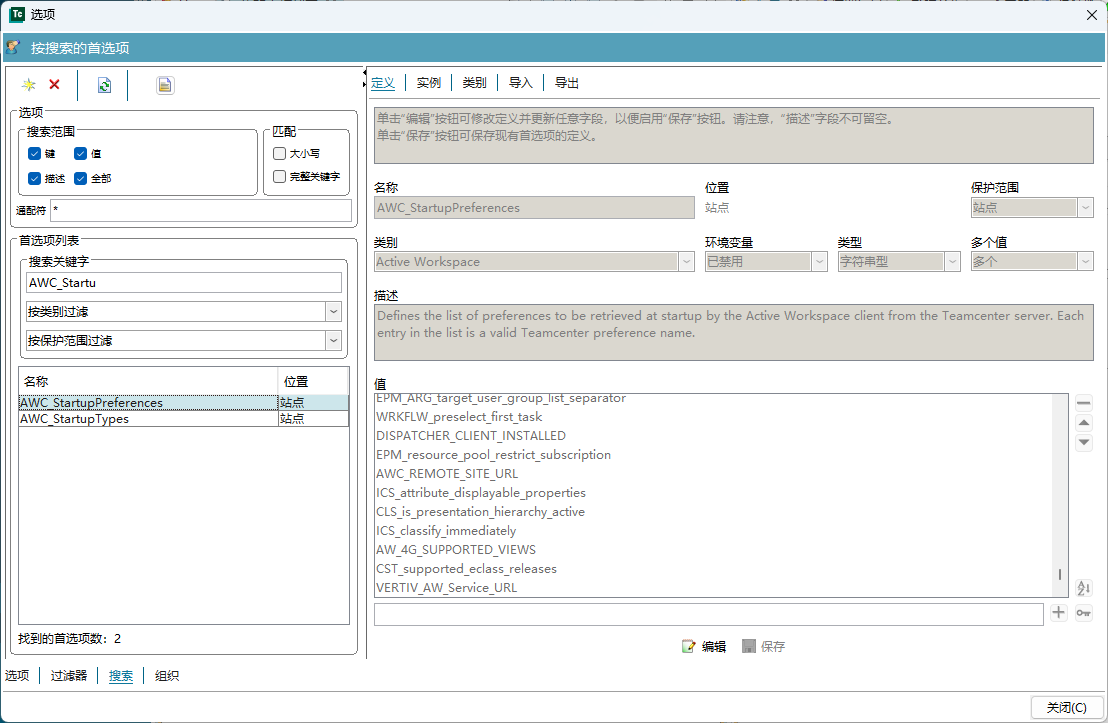 Tc 选项
按搜索的首选项
选项
搜索范围
键 值
描述 全部
匹配
大小写
完整关键字
通配符 *
首选项列表
搜索关键字
AWC_Startu
按类别过滤
按保护范围过滤
名称 位置
AWC_StartupPreferences 站点
AWC_StartupTypes 站点
找到的首选项数：2
选项 过滤器 搜索 组织
定义 实例 类别 导入 导出
单击“编辑”按钮可修改定义并更新任意字段，以便启用“保存”按钮。请注意，“描述”字段不可留空。
单击“保存”按钮可保存现有首选项的定义。
名称 位置 保护范围
AWC_StartupPreferences 站点 站点
类别 环境变量 类型 多个值
Active Workspace 已禁用 字符串型 多个
描述
Defines the list of preferences to be retrieved at startup by the Active Workspace client from the Teamcenter server. Each
entry in the list is a valid Teamcenter preference name.
值
EPM_ARG_target_user_group_list_separator
WRKFLW_preselect_first_task
DISPATCHER_CLIENT_INSTALLED
EPM_resource_pool_restrict_subscription
AWC_REMOTE_SITE_URL
ICS_attribute_displayable_properties
CLS_is_presentation_hierarchy_active
ICS_classify_immediately
AW_4G_SUPPORTED_VIEWS
CST_supported_eclass_releases
VERTIV_AW_Service_URL
编辑 保存
关闭(C)